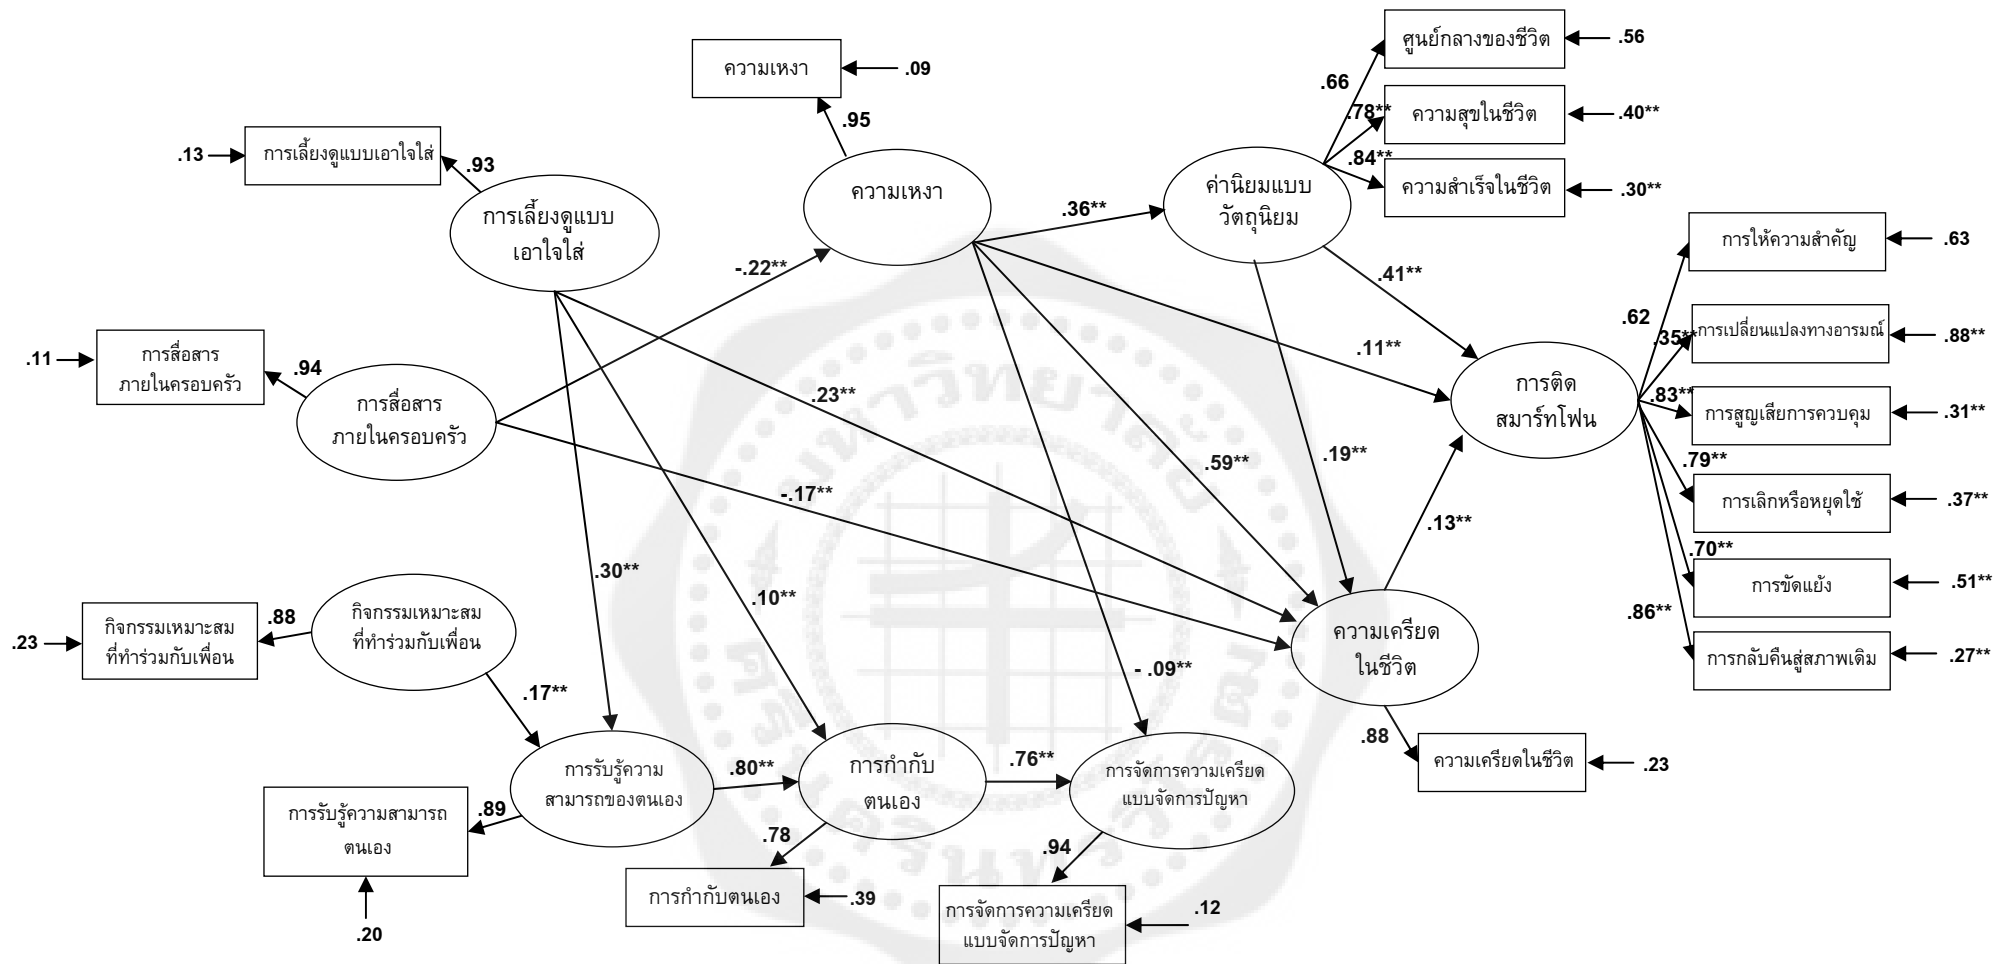 ศูนย์กลางของชีวิต
.56
ความเหงา
.09
.66
.78**
ความสุขในชีวิต
.40**
.95
.13
การเลี้ยงดูแบบเอาใจใส่
.93
.84**
ความสำเร็จในชีวิต
.30**
ความเหงา
ค่านิยมแบบ
วัตถุนิยม
.36**
การเลี้ยงดูแบบ
เอาใจใส่
การให้ความสำคัญ
.63
-.22**
.41**
.62
.35**
การเปลี่ยนแปลงทางอารมณ์
.88**
.11
การสื่อสาร
ภายในครอบครัว
.94
.11**
การสื่อสาร
ภายในครอบครัว
.23**
การติด
สมาร์ทโฟน
.83**
การสูญเสียการควบคุม
.31**
.59**
.19**
.79**
-.17**
การเลิกหรือหยุดใช้
.37**
.13**
.70**
.30**
.10**
การขัดแย้ง
.51**
.86**
.23
กิจกรรมเหมาะสม
ที่ทำร่วมกับเพื่อน
.88
กิจกรรมเหมาะสม
ที่ทำร่วมกับเพื่อน
ความเครียด
ในชีวิต
การกลับคืนสู่สภาพเดิม
.27**
- .09**
.17**
.88
ความเครียดในชีวิต
.23
การรับรู้ความ
สามารถของตนเอง
.80**
การกำกับ
ตนเอง
.76**
การจัดการความเครียด
แบบจัดการปัญหา
การรับรู้ความสามารถ
ตนเอง
.89
.78
.94
.20
การกำกับตนเอง
.39
การจัดการความเครียด
แบบจัดการปัญหา
.12
มหาวิทยาลัย
ศรีนครินทรวิโรฒ